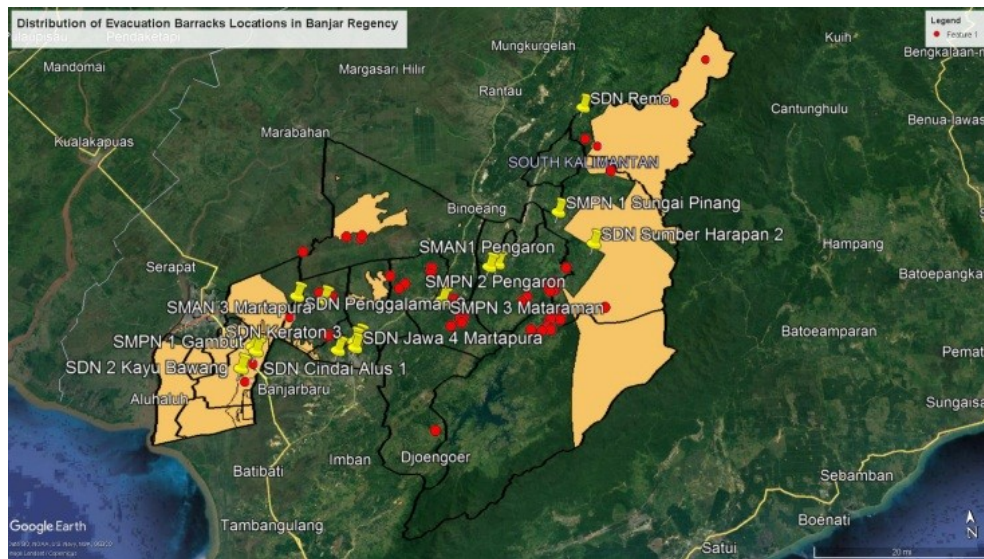 Distribution of Evacuation Barracks Locations in Banjar Regency
Legend
Feature 1
Pendaketapi
Mungkurgelah
Kuih
Bengkalaan-m
Mandomai
Margasari Hilir
Rantau
SDN Remo
Cantunghulu
Benua-lawas
Kualakapuas
Marabahan
SOUTH KALIMANTAN
Binoeang
SMPN 1 Sungai Pinang
SMAN1 Pengaron
SDN Sumber Harapan 2
Hampang
Serapat
SMPN 2 Pengaron
Batoepangka
SMAN 3 Martapura
SDN Penggalaman
SMPN 3 Mataraman
SDN Keraton 3
Batoeamparan
SMPN 1 Gambut
SDN Jawa 4 Martapura
Pemat
SDN 2 Kayu Bawang
SDN Cindai Alus 1
Aluhaluh
Banjarbaru
Sungaisa
Batibati
Imban
Djoengoer
Sebamban
Boenati
Tambangulang
Satui
Google Earth
N
20 mi